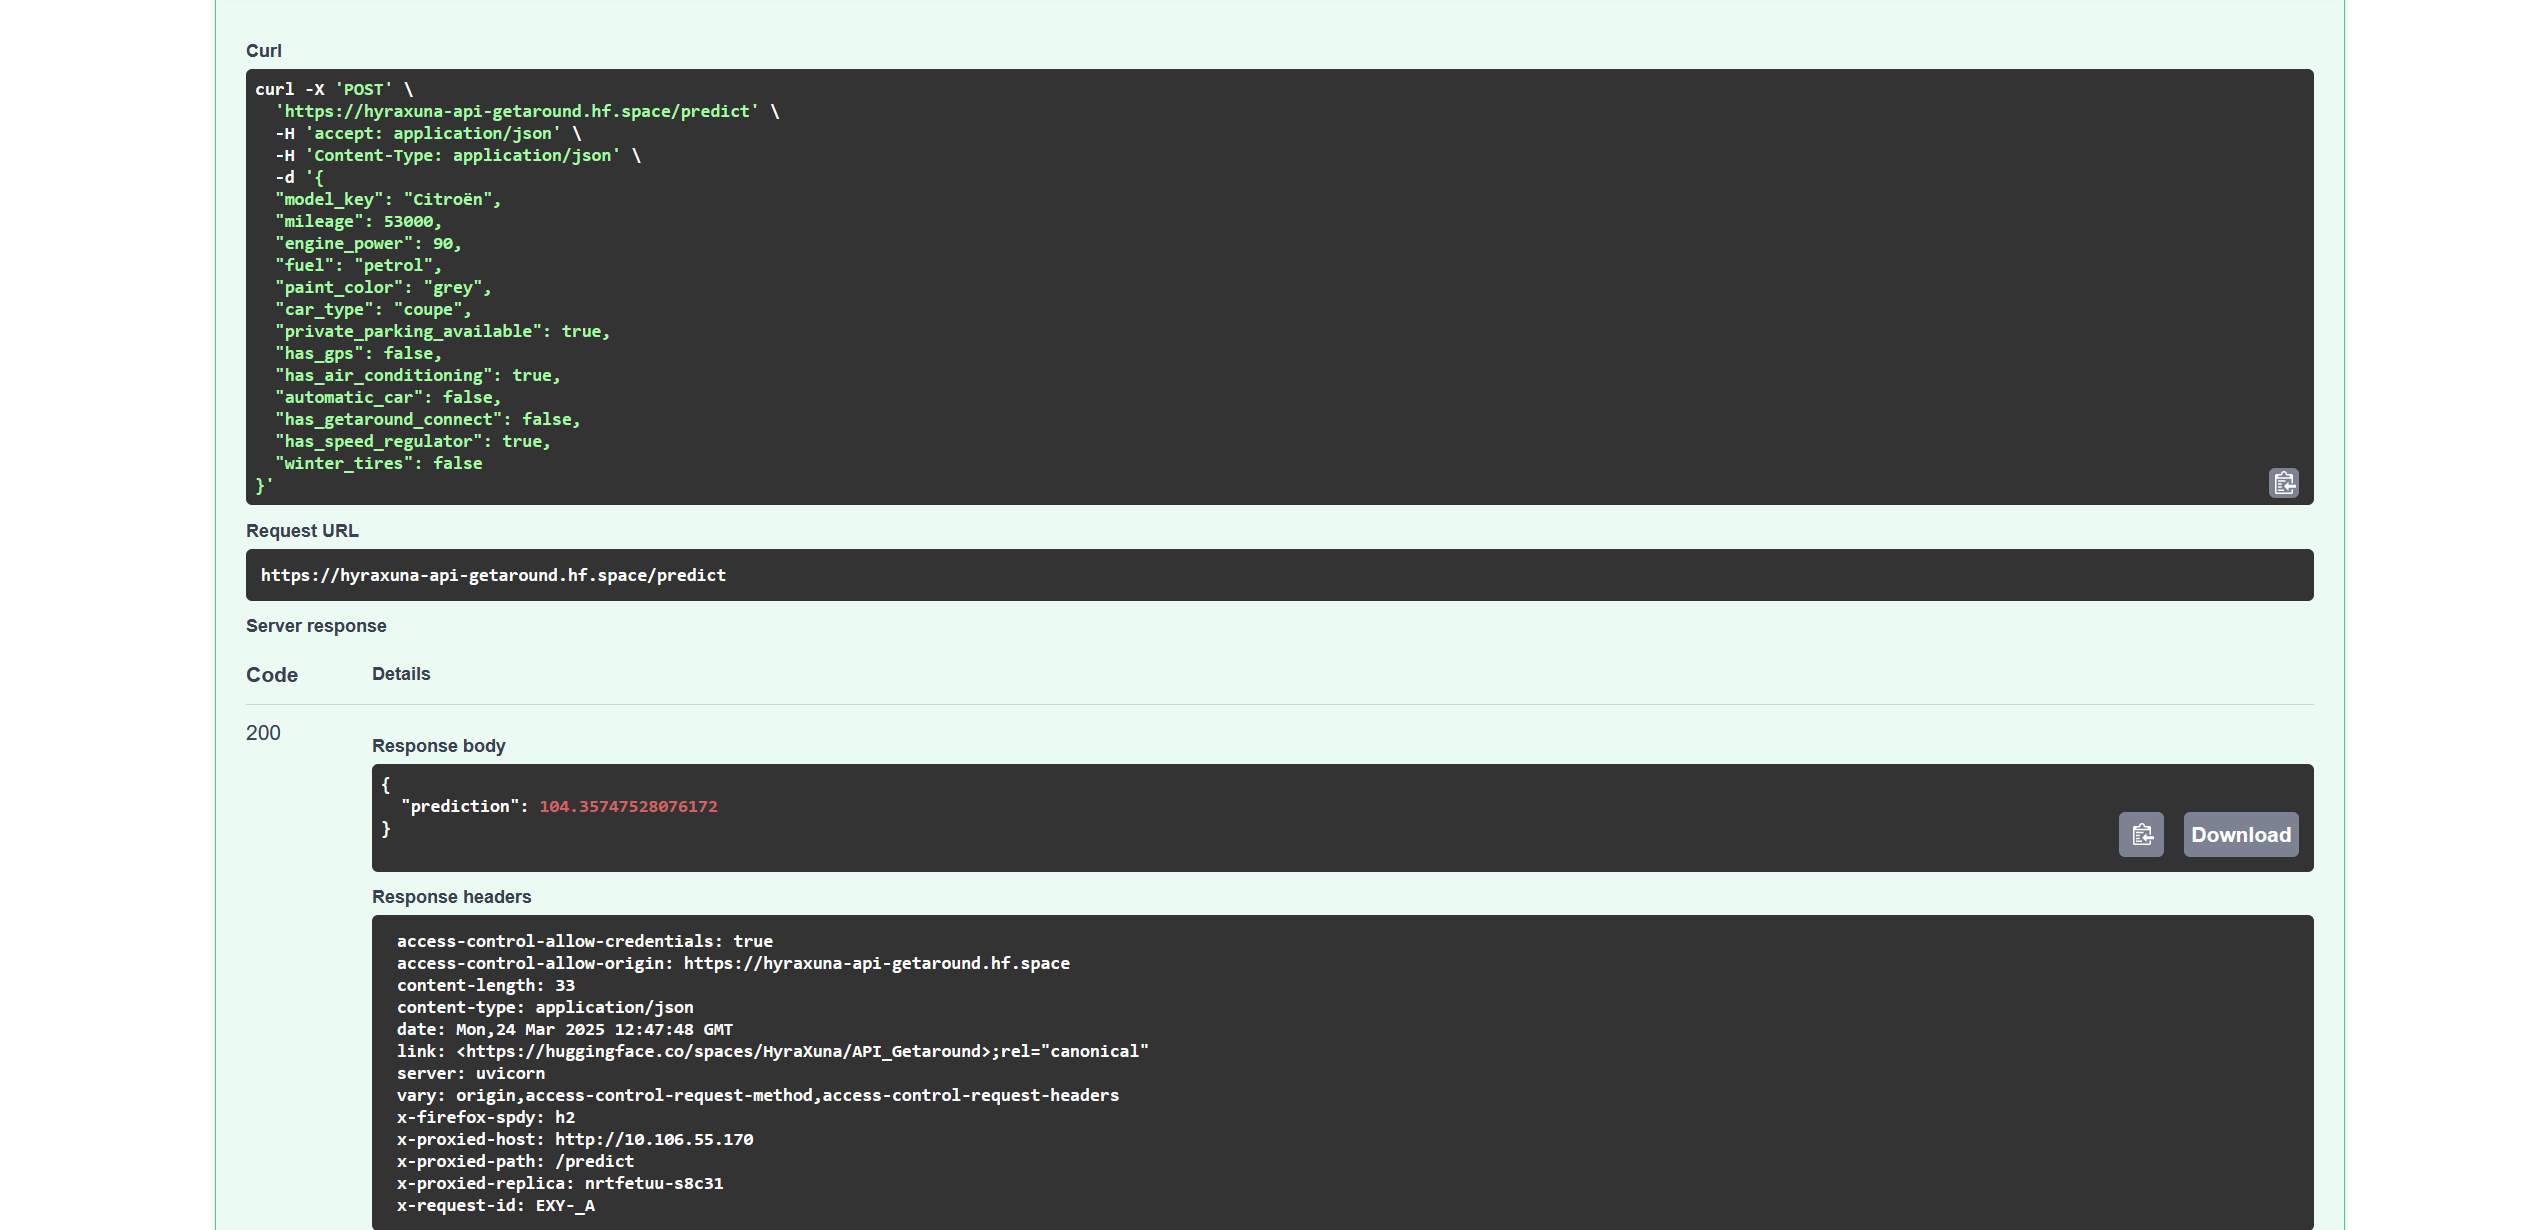 Curl
curl -X 'POST' \
  'https://hyraxuna-api-getaround.hf.space/predict' \
  -H 'accept: application/json' \
  -H 'Content-Type: application/json' \
  -d '{
  "model_key": "Citroën",
  "mileage": 53000,
  "engine_power": 90,
  "fuel": "petrol",
  "paint_color": "grey",
  "car_type": "coupe",
  "private_parking_available": true,
  "has_gps": false,
  "has_air_conditioning": true,
  "automatic_car": false,
  "has_getaround_connect": false,
  "has_speed_regulator": true,
  "winter_tires": false
}'
Request URL
https://hyraxuna-api-getaround.hf.space/predict
Server response
Code Details
200
Response body
{
  "prediction": 104.35747528076172
}
Download
Response headers
access-control-allow-credentials: true
access-control-allow-origin: https://hyraxuna-api-getaround.hf.space
content-length: 33
content-type: application/json
date: Mon,24 Mar 2025 12:47:48 GMT
link: <https://huggingface.co/spaces/HyraXuna/API_Getaround>;rel="canonical"
server: uvicorn
vary: origin,access-control-request-method,access-control-request-headers
x-firefox-spdy: h2
x-proxied-host: http://10.106.55.170
x-proxied-path: /predict
x-proxied-replica: nrtfetuu-s8c31
x-request-id: EXY-_A